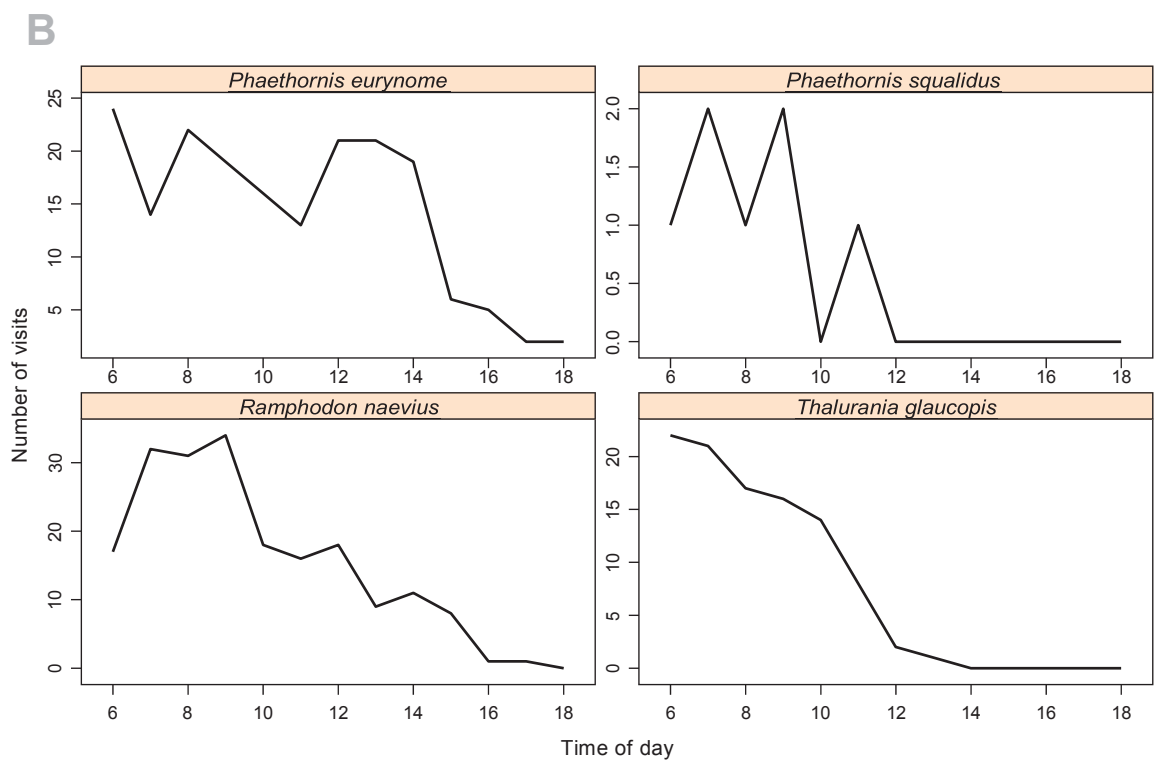 B
Phaethornis eurynome
Phaethornis squalidus
25
20
15
10
5
2.0
1.5
1.0
0.5
0.0
6 8 10 12 14 16 18
6 8 10 12 14 16 18
Number of visits
Ramphodon naevius
Thalurania glaucopis
30
20
10
0
20
15
10
5
0
6 8 10 12 14 16 18
6 8 10 12 14 16 18
Time of day